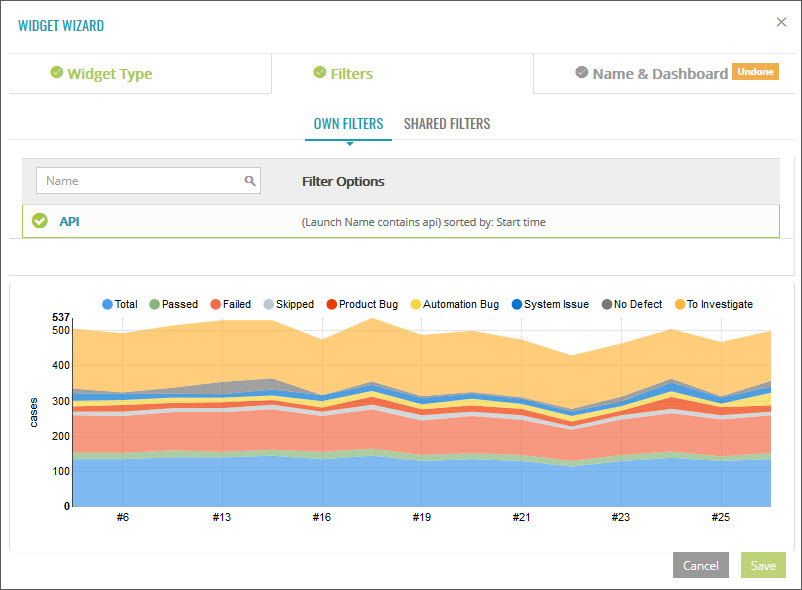 WIDGET WIZARD
Widget Type Filters Name & Dashboard Undone
OWN FILTERS SHARED FILTERS
Name Filter Options
API (Launch Name contains api) sorted by: Start time
Total Passed Failed Skipped Product Bug Automation Bug System Issue No Defect To Investigate
537
500
400
300
cases
200
100
0
#6 #13 #16 #19 #21 #23 #25
Cancel Save